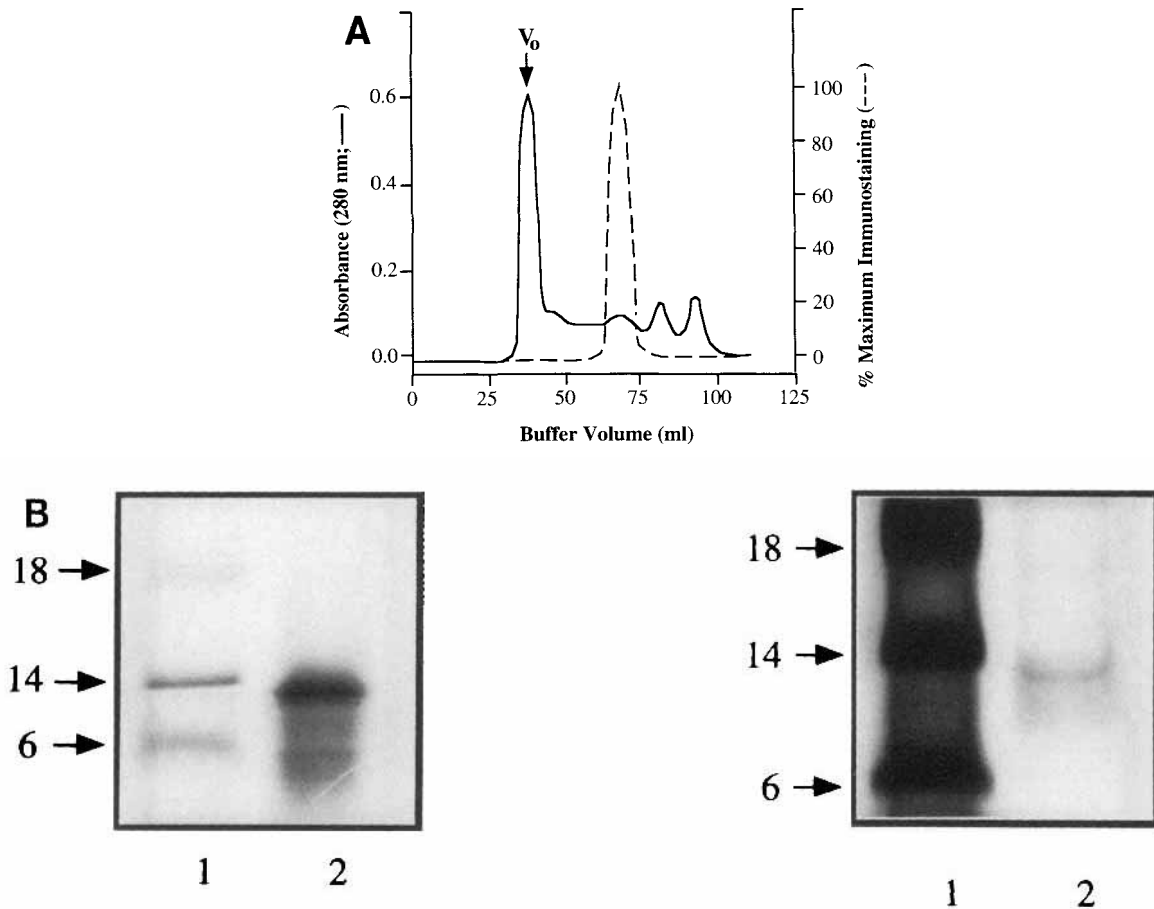 A
V₀
Absorbance (280 nm; —)
0.6
0.4
0.2
0.0
100
80
60
40
20
0
% Maximum Immunostaining (---)
0 25 50 75 100 125
Buffer Volume (ml)
B
18
14
6
1 2
18
14
6
1 2